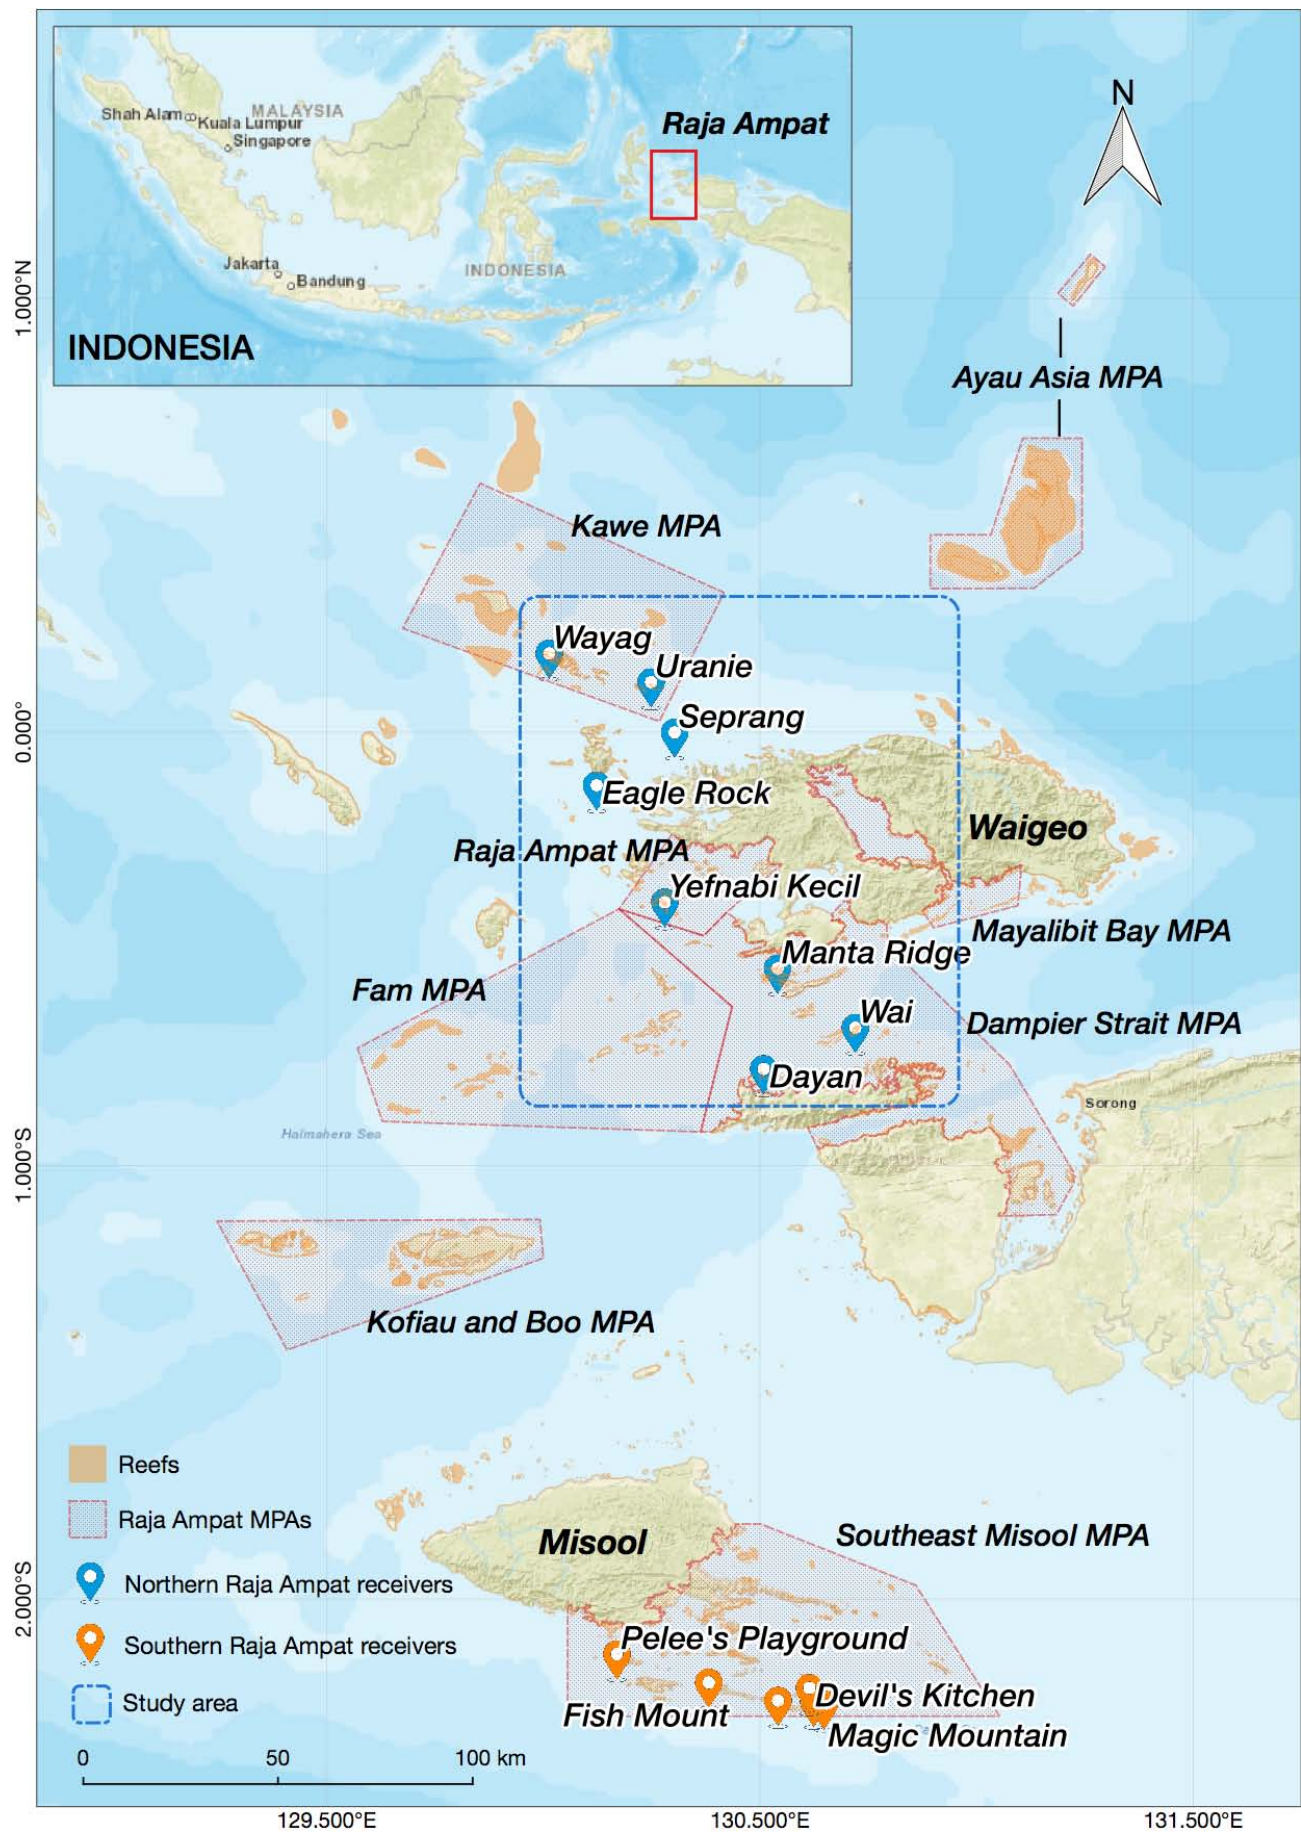 Shah Alam
MALAYSIA
Kuala Lumpur
Singapore
Raja Ampat
N
Jakarta
Bandung
INDONESIA
INDONESIA
1.000°N
Ayau Asia MPA
Kawe MPA
Wayag
Uranie
Seprang
0.000°
Eagle Rock
Waigeo
Raja Ampat MPA
Yefnabi Kecil
Mayalibit Bay MPA
Manta Ridge
Fam MPA
Wai
Dampier Strait MPA
Dayan
Sorong
Halmahera Sea
1.000°S
Kofiau and Boo MPA
Reefs
Raja Ampat MPAs
Northern Raja Ampat receivers
Southern Raja Ampat receivers
Study area
Misool
Southeast Misool MPA
2.000°S
Pelee's Playground
Devil's Kitchen
Fish Mount
Magic Mountain
0 50 100 km
129.500°E 130.500°E 131.500°E